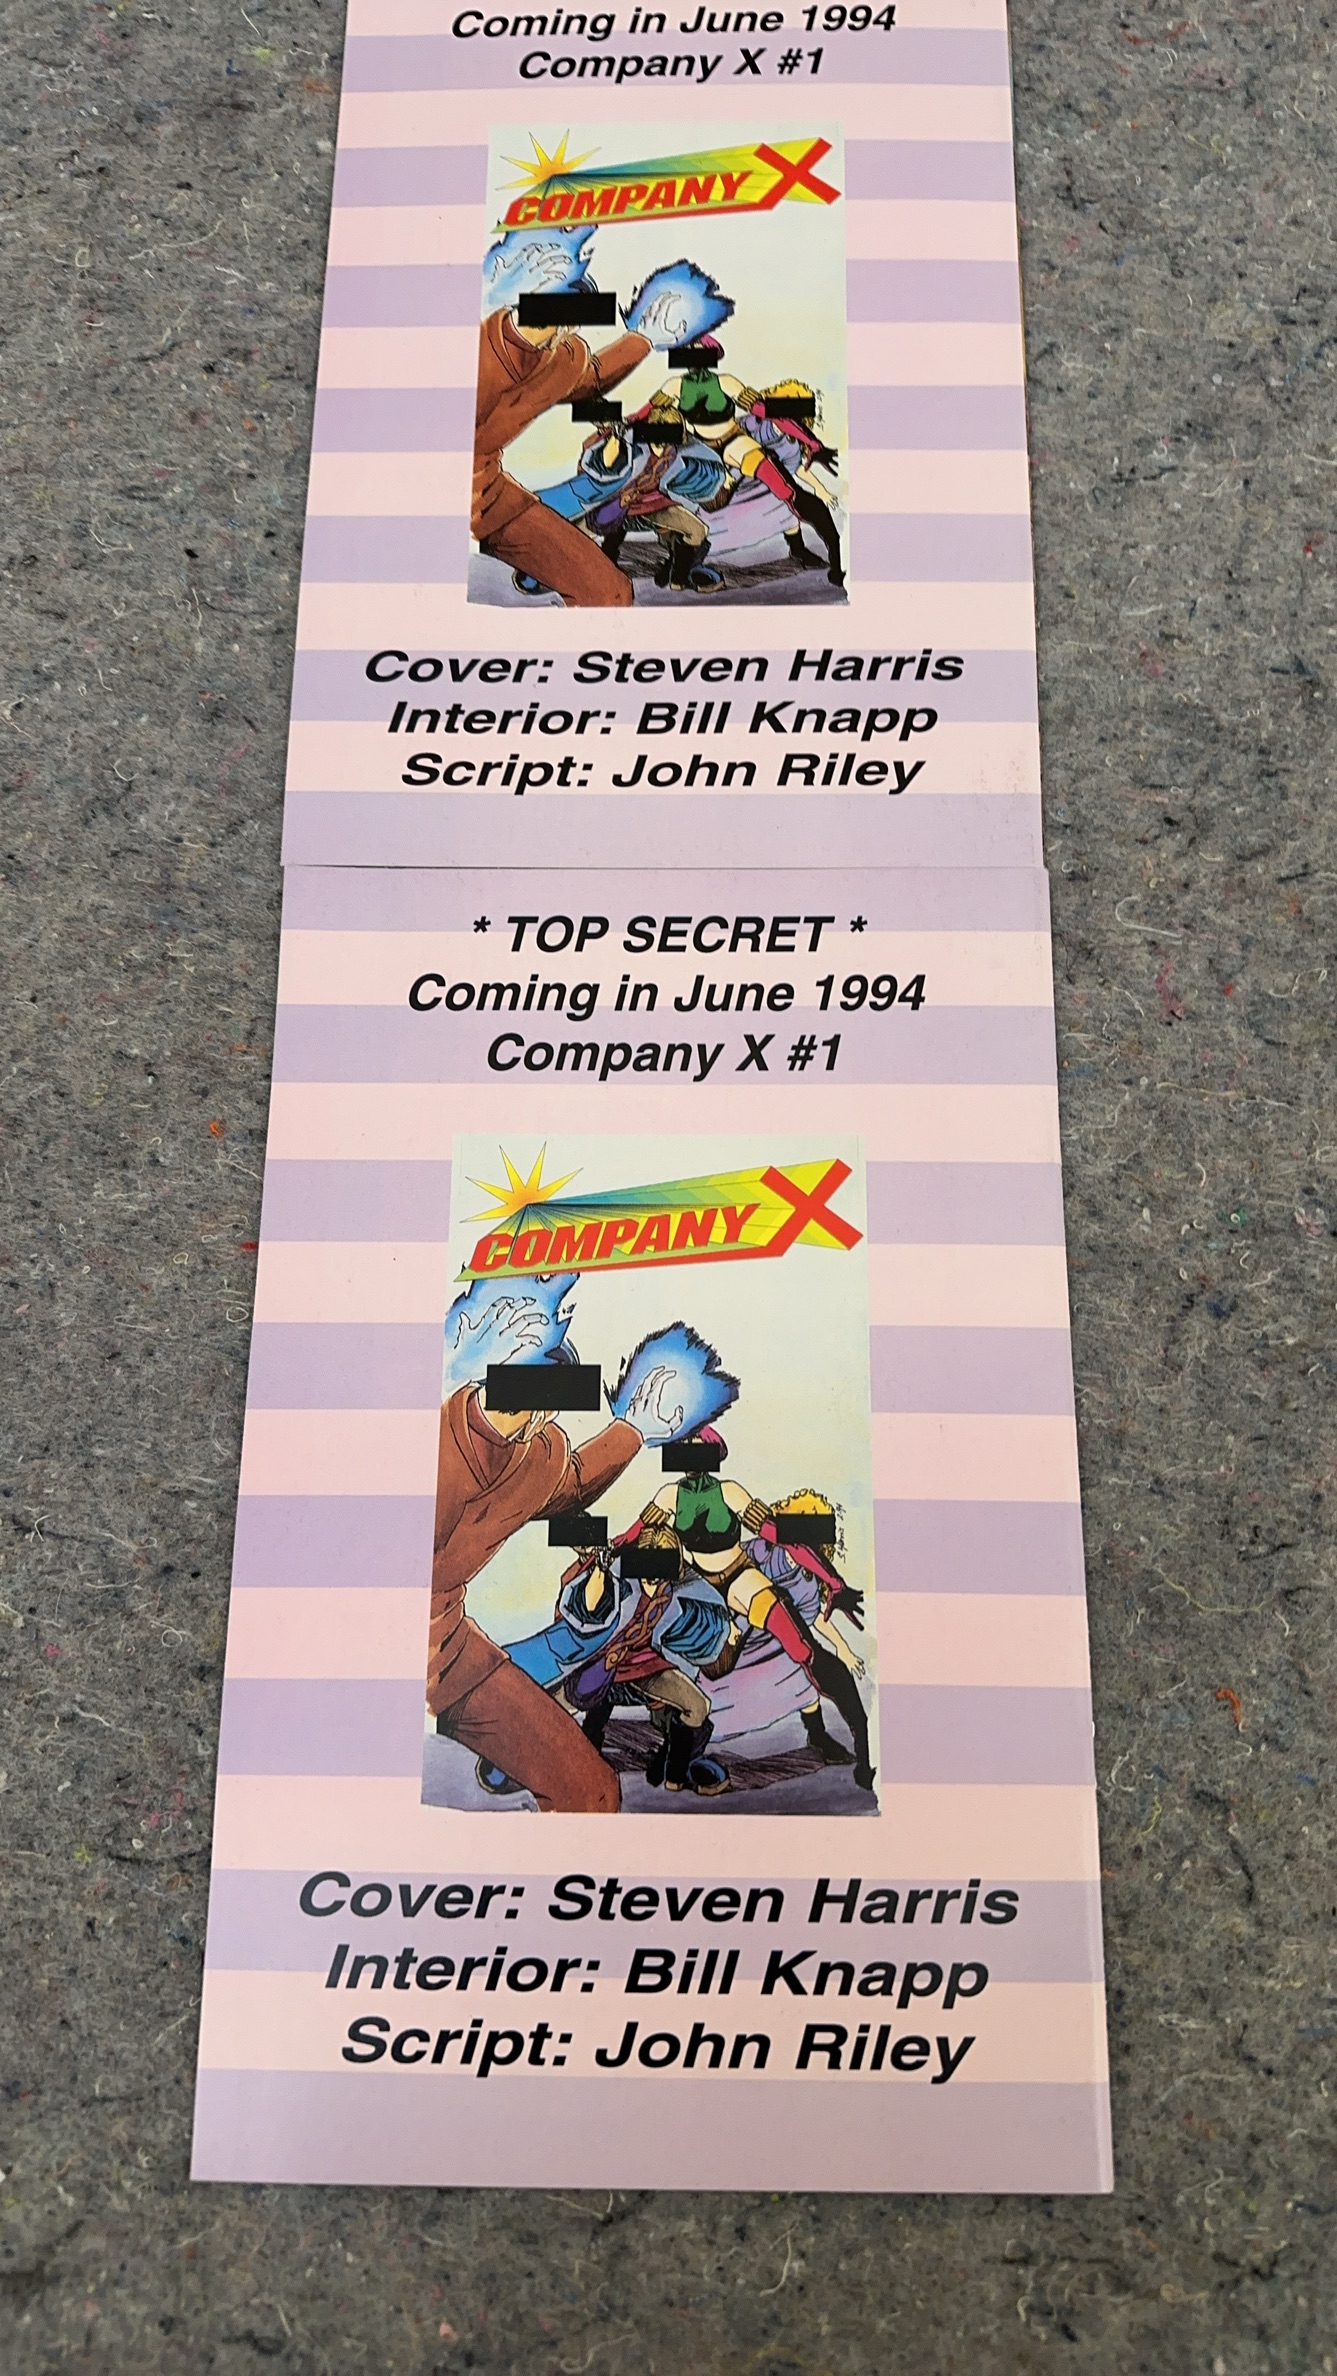 Coming in June 1994
Company X #1
COMPANY X
Cover: Steven Harris
Interior: Bill Knapp
Script: John Riley
* TOP SECRET *
Coming in June 1994
Company X #1
COMPANY X
Cover: Steven Harris
Interior: Bill Knapp
Script: John Riley